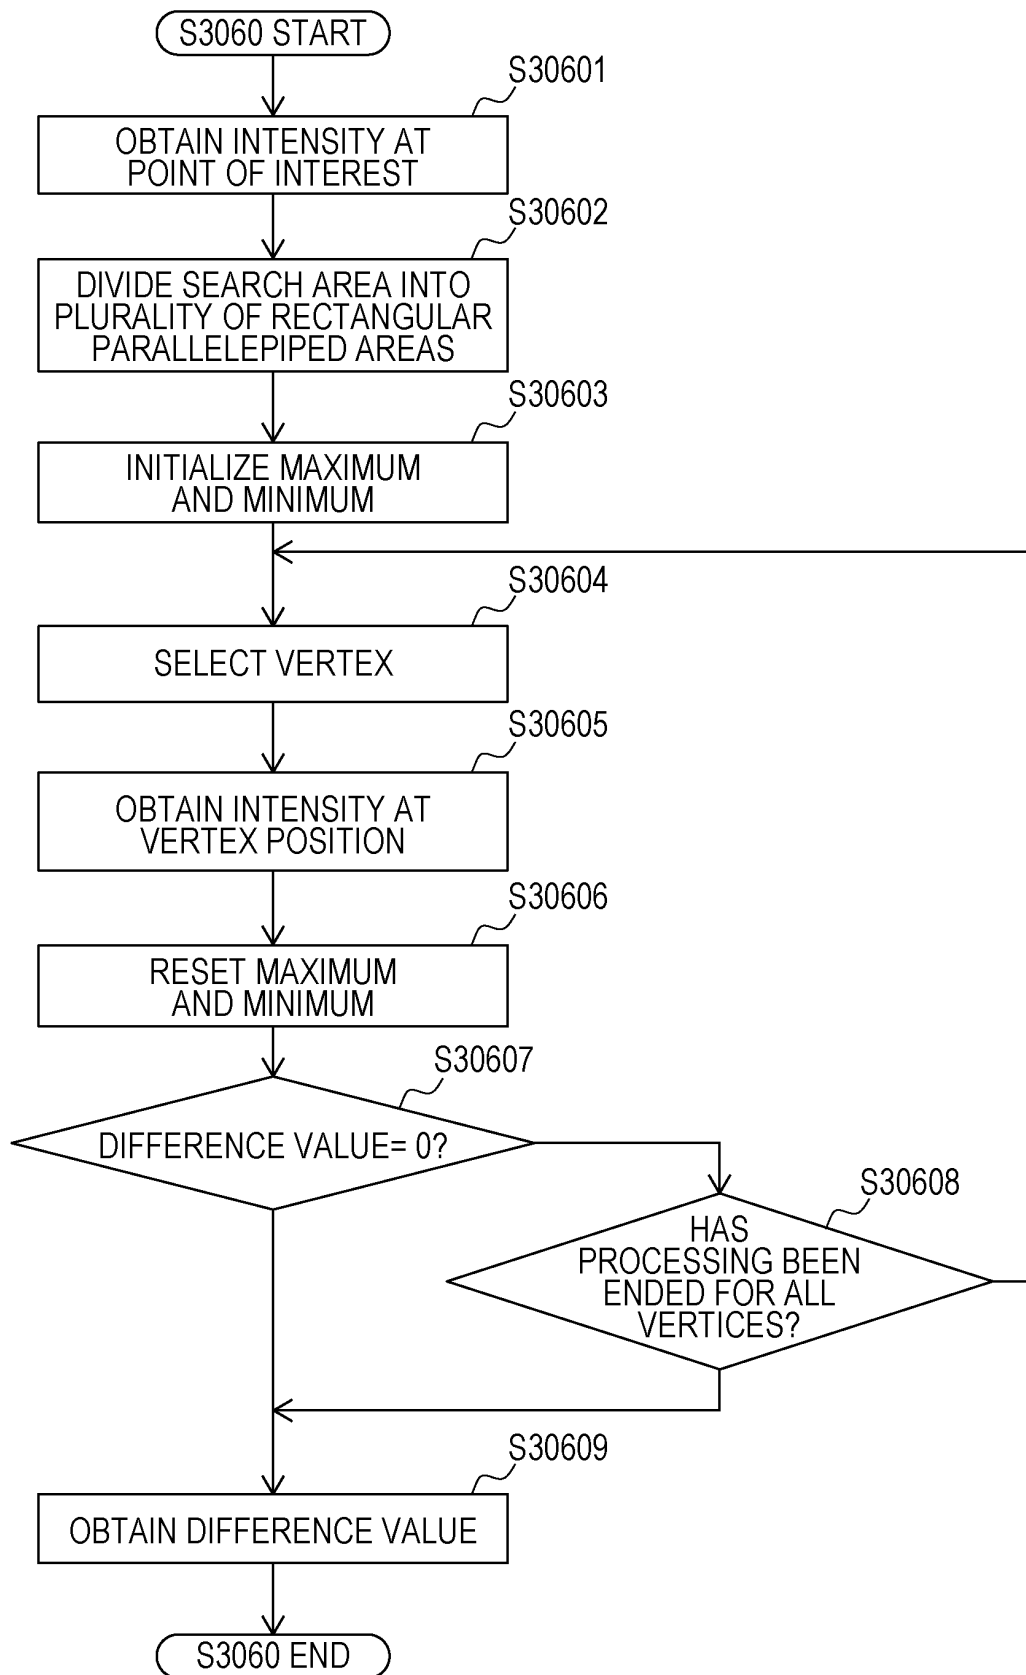 S3060 START
S30601
OBTAIN INTENSITY AT
POINT OF INTEREST
S30602
DIVIDE SEARCH AREA INTO
PLURALITY OF RECTANGULAR
PARALLELEPIPED AREAS
S30603
INITIALIZE MAXIMUM
AND MINIMUM
S30604
SELECT VERTEX
S30605
OBTAIN INTENSITY AT
VERTEX POSITION
S30606
RESET MAXIMUM
AND MINIMUM
S30607
DIFFERENCE VALUE= 0?
S30608
HAS
PROCESSING BEEN
ENDED FOR ALL
VERTICES?
S30609
OBTAIN DIFFERENCE VALUE
S3060 END